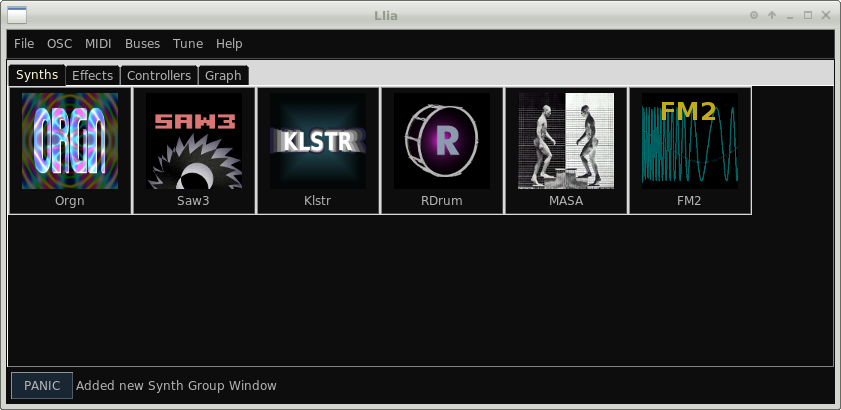 Llia
File OSC MIDI Buses Tune Help
Synths Effects Controllers Graph
ORGN SAW3 KLSTR R FM2
Orgn Saw3 Klstr RDrum MASA FM2
PANIC Added new Synth Group Window